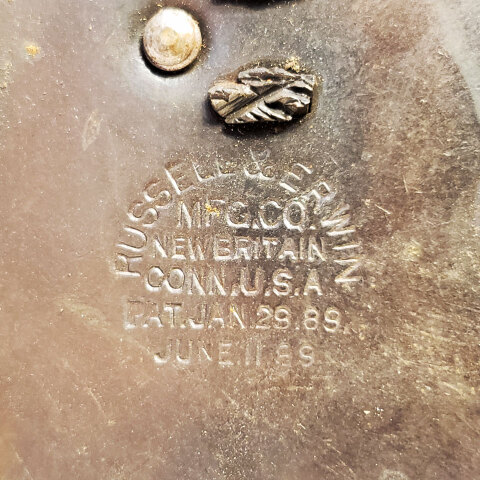 RUSSELL & ERWIN
MFG.CO.
NEW BRITAIN
CONN.U.S.A
PAT.JAN.29.89.
JUNE 11 89